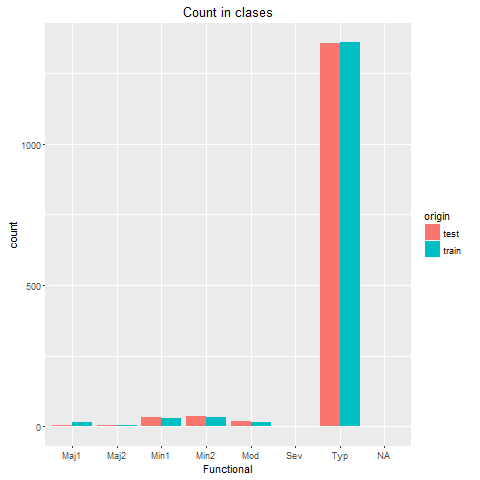 Count in clases
1000
500
0
count
Maj1 Maj2 Min1 Min2 Mod Sev Typ NA
Functional
origin
test
train